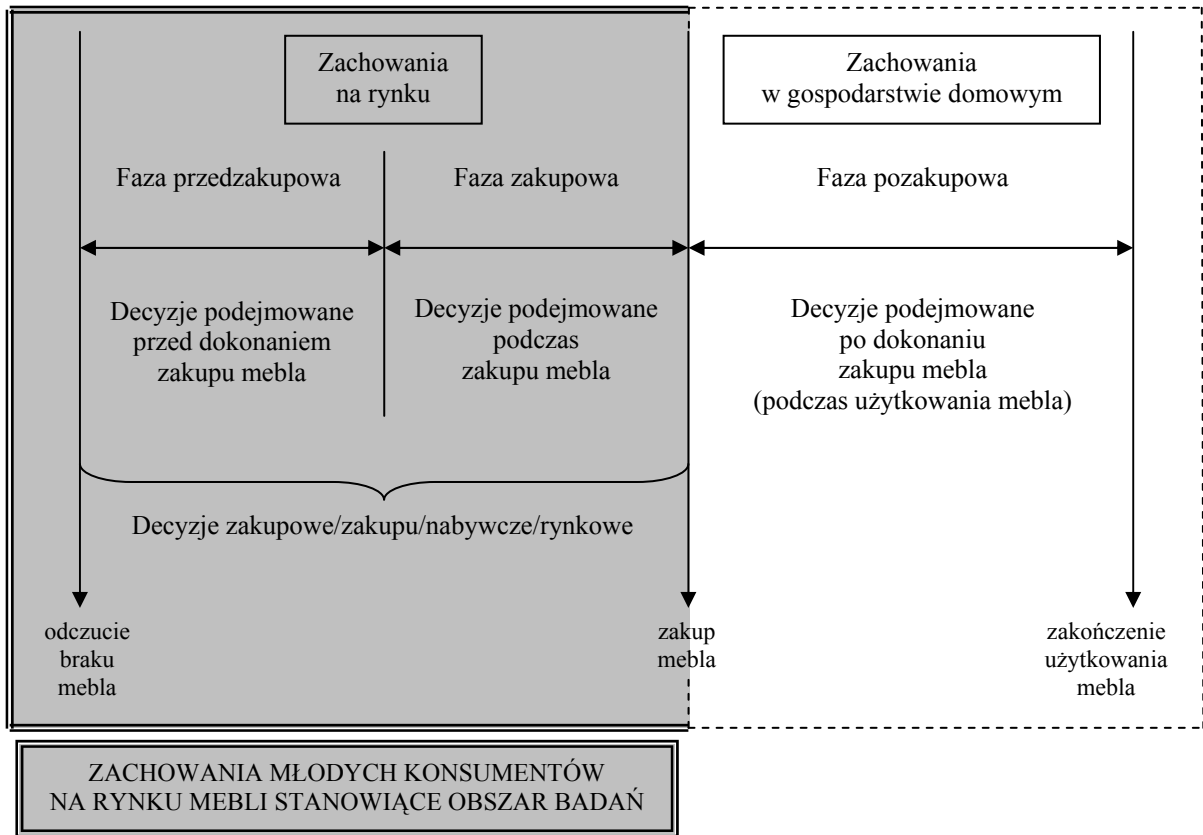 Zachowania
na rynku
Zachowania
w gospodarstwie domowym
Faza przedzakupowa
Faza zakupowa
Faza pozakupowa
Decyzje podejmowane
przed dokonaniem
zakupu mebla
Decyzje podejmowane
podczas
zakupu mebla
Decyzje podejmowane
po dokonaniu
zakupu mebla
(podczas użytkowania mebla)
Decyzje zakupowe/zakupu/nabywcze/rynkowe
odczucie
braku
mebla
zakup
mebla
zakończenie
użytkowania
mebla
ZACHOWANIA MŁODYCH KONSUMENTÓW
NA RYNKU MEBLI STANOWIĄCE OBSZAR BADAŃ